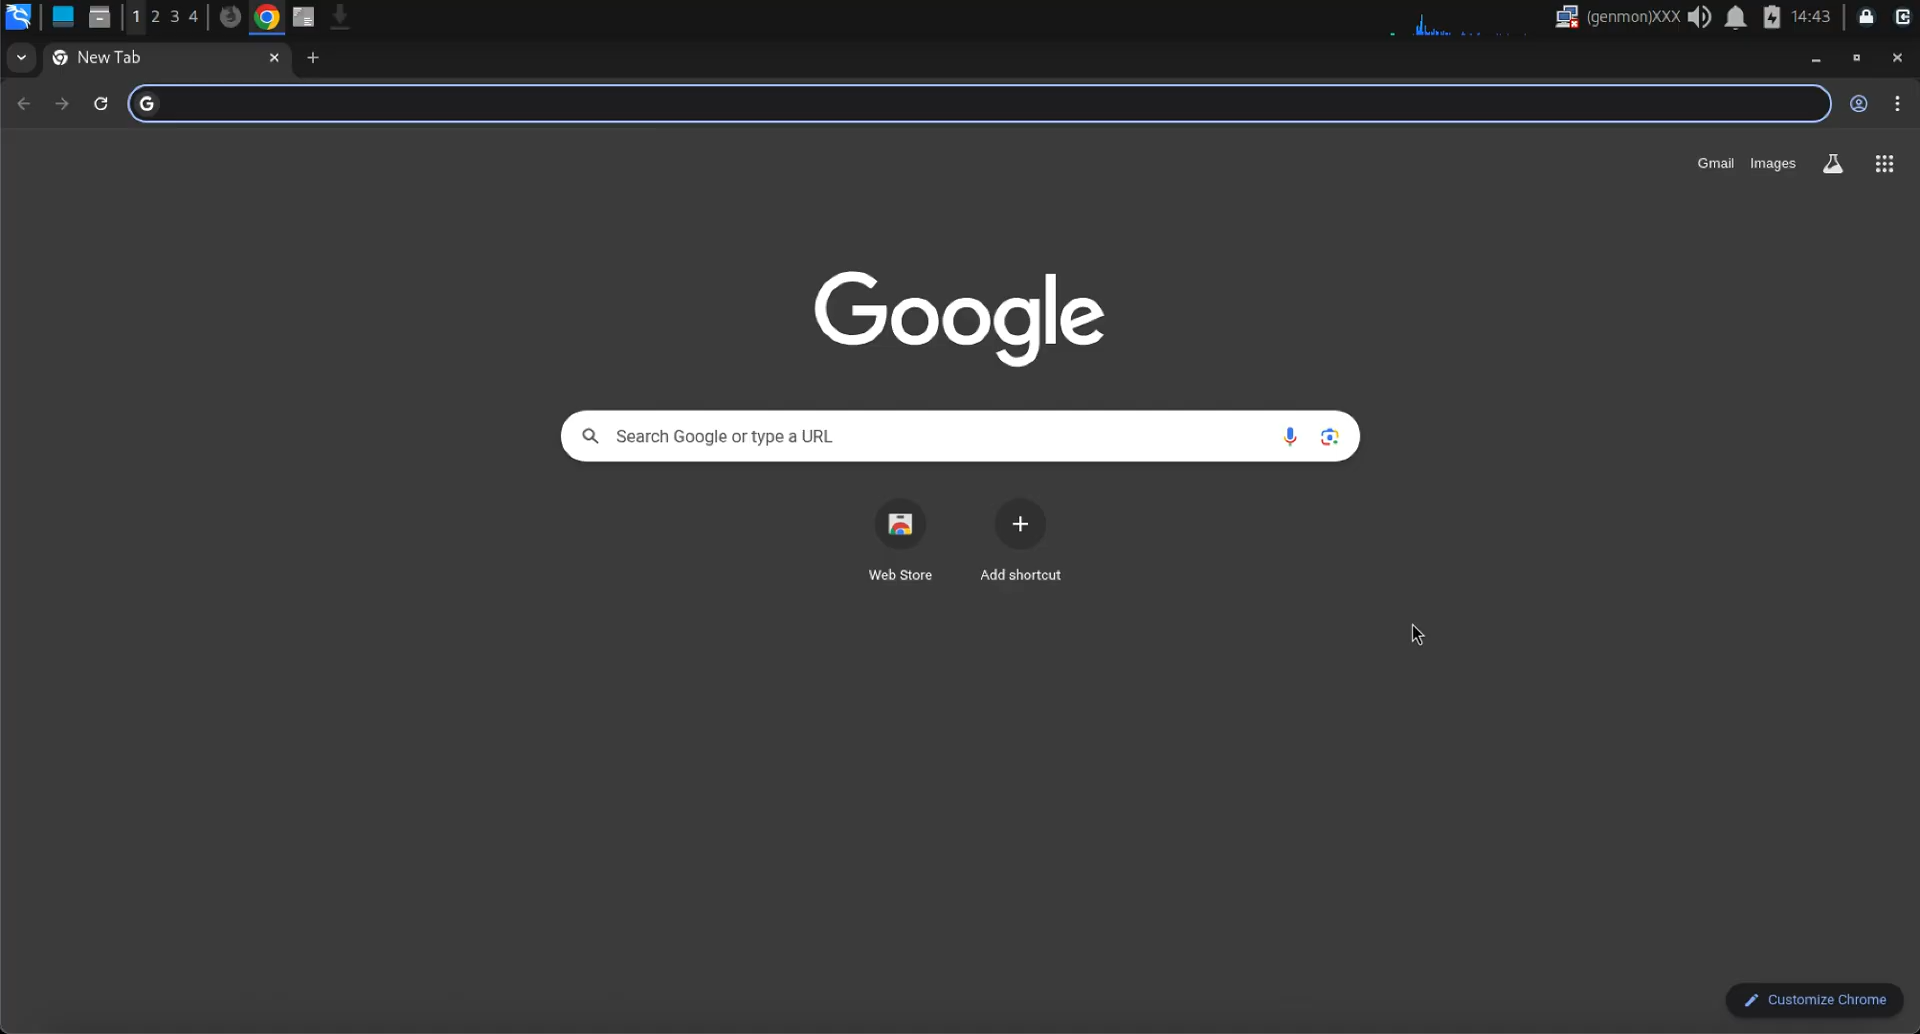 1 2 3 4
(genmon)XXX
14:43
New Tab
Gmail Images
Google
Search Google or type a URL
Web Store
Add shortcut
Customize Chrome